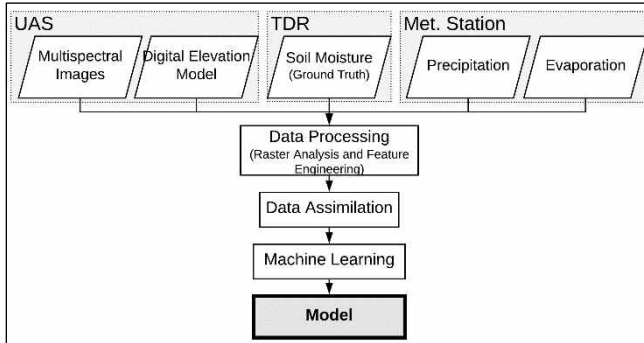 UAS
TDR
Met. Station
Multispectral
Images
Digital Elevation
Model
Soil Moisture
(Ground Truth)
Precipitation
Evaporation
Data Processing
(Raster Analysis and Feature
Engineering)
Data Assimilation
Machine Learning
Model